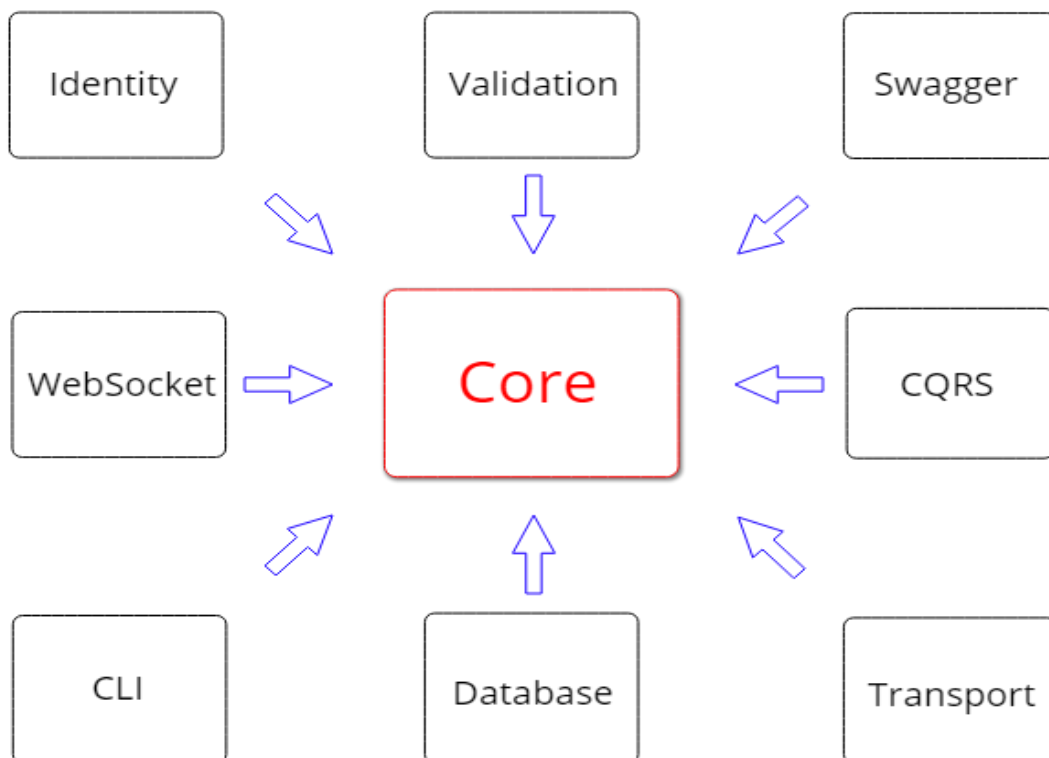 Identity
Validation
Swagger
WebSocket
Core
CQRS
CLI
Database
Transport